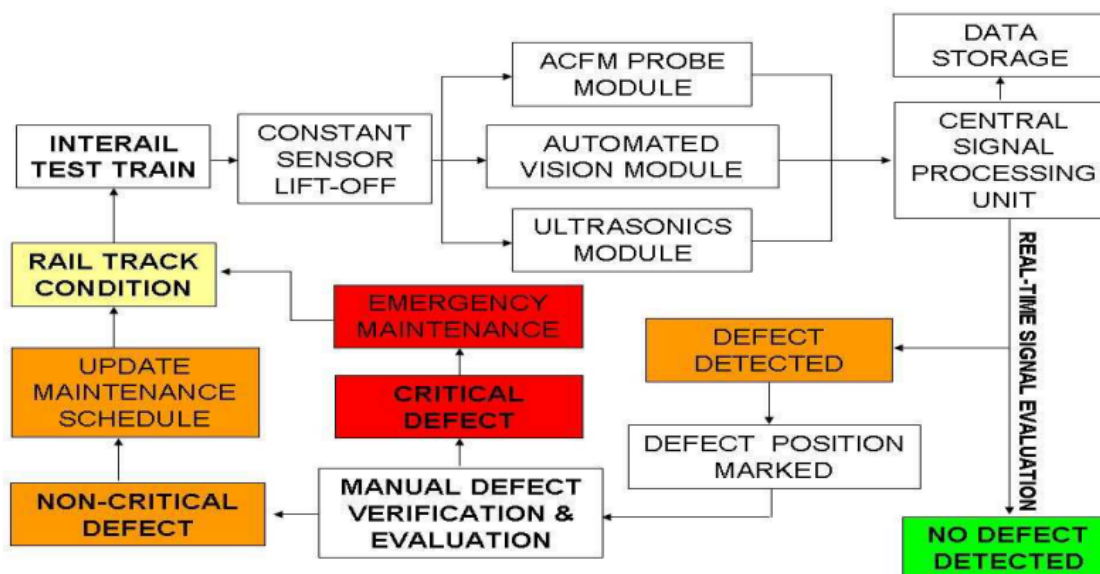 DATA
STORAGE
ACFM PROBE
MODULE
INTERAIL
TEST TRAIN
CONSTANT
SENSOR
LIFT-OFF
AUTOMATED
VISION MODULE
CENTRAL
SIGNAL
PROCESSING
UNIT
ULTRASONICS
MODULE
RAIL TRACK
CONDITION
EMERGENCY
MAINTENANCE
REAL-TIME SIGNAL EVALUATION
DEFECT
DETECTED
UPDATE
MAINTENANCE
SCHEDULE
CRITICAL
DEFECT
DEFECT POSITION
MARKED
NON-CRITICAL
DEFECT
MANUAL DEFECT
VERIFICATION &
EVALUATION
NO DEFECT
DETECTED